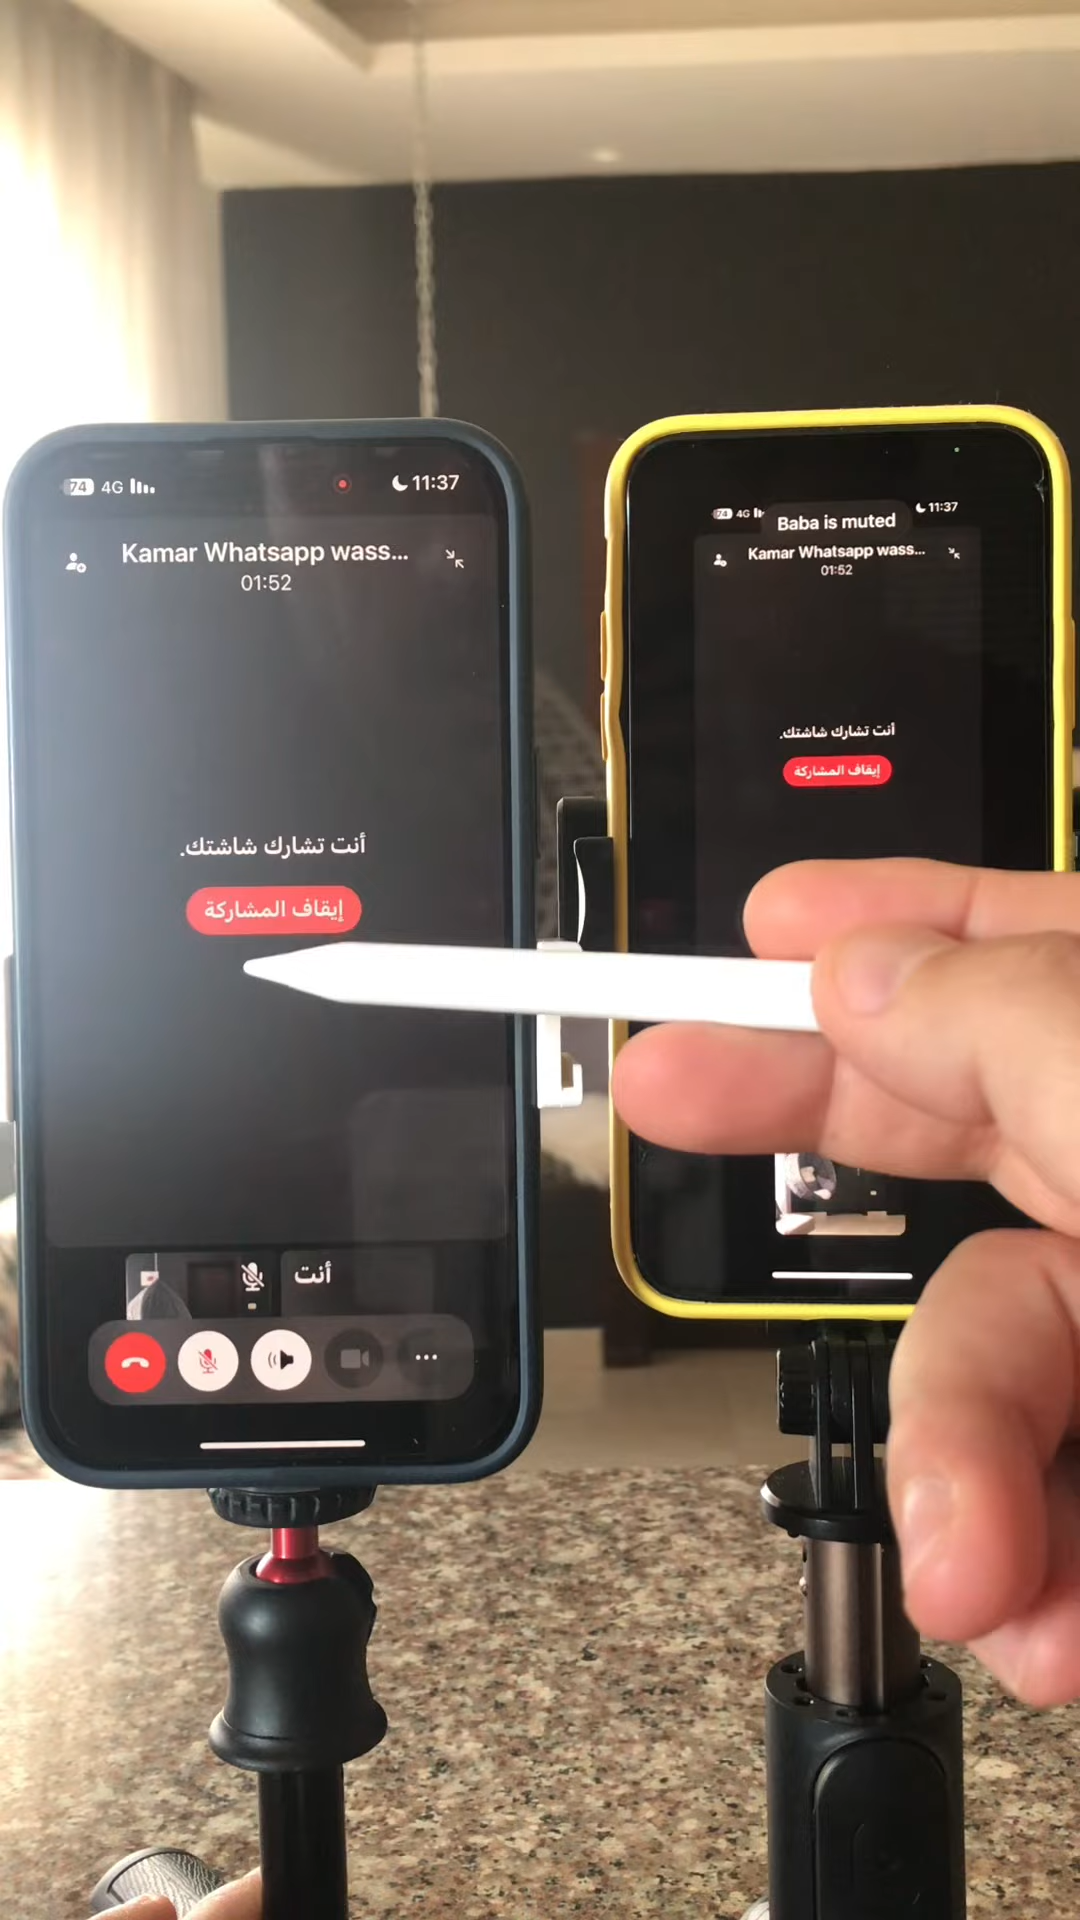 74 4G 11:37
Kamar Whatsapp wass...
01:52
أنت تشارك شاشتك.
إيقاف المشاركة
أنت
74 4G 11:37
Baba is muted
Kamar Whatsapp wass...
01:52
أنت تشارك شاشتك.
إيقاف المشاركة